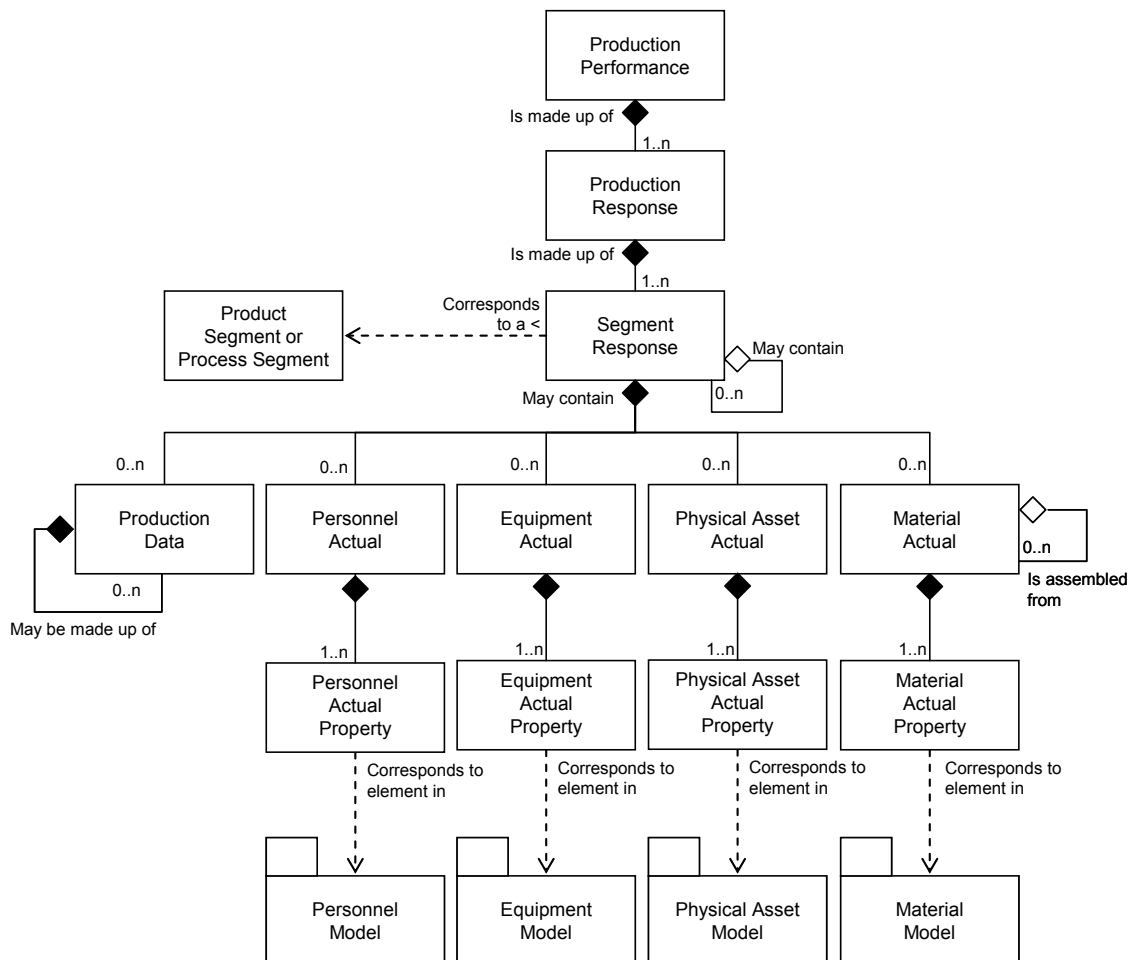 Production
Performance
Is made up of
1..n
Production
Response
Is made up of
1..n
Product
Segment or
Process Segment
Corresponds
to a <
Segment
Response
May contain
0..n
May contain
0..n
0..n
0..n
0..n
0..n
Production
Data
Personnel
Actual
Equipment
Actual
Physical Asset
Actual
Material
Actual
0..n
May be made up of
0..n
Is assembled
from
1..n
1..n
1..n
1..n
Personnel
Actual
Property
Equipment
Actual
Property
Physical Asset
Actual
Property
Material
Actual
Property
Corresponds to
element in
Corresponds to
element in
Corresponds to
element in
Corresponds to
element in
Personnel
Model
Equipment
Model
Physical Asset
Model
Material
Model